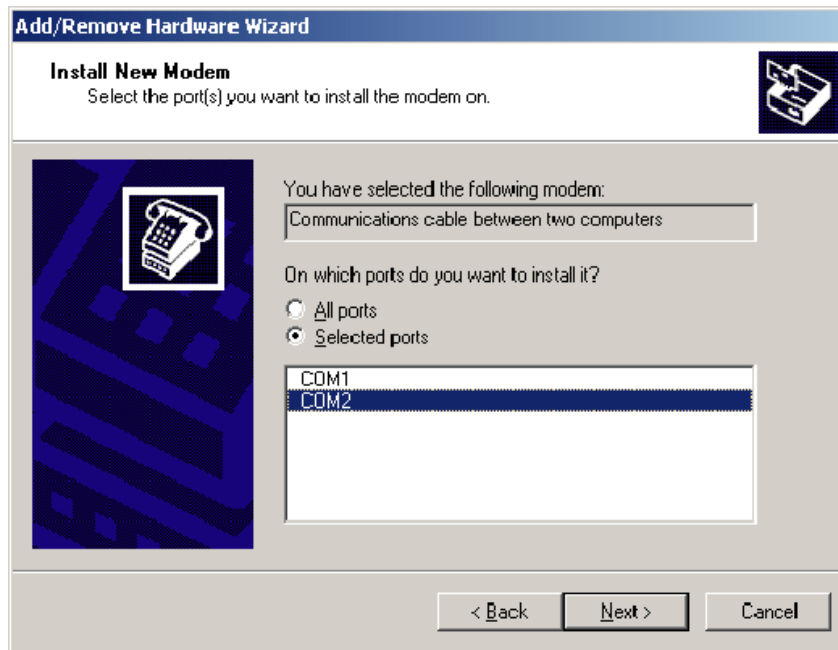 Add/Remove Hardware Wizard
Install New Modem
Select the port(s) you want to install the modem on.
You have selected the following modem:
Communications cable between two computers
On which ports do you want to install it?
All ports
Selected ports
COM1
COM2
< Back
Next >
Cancel